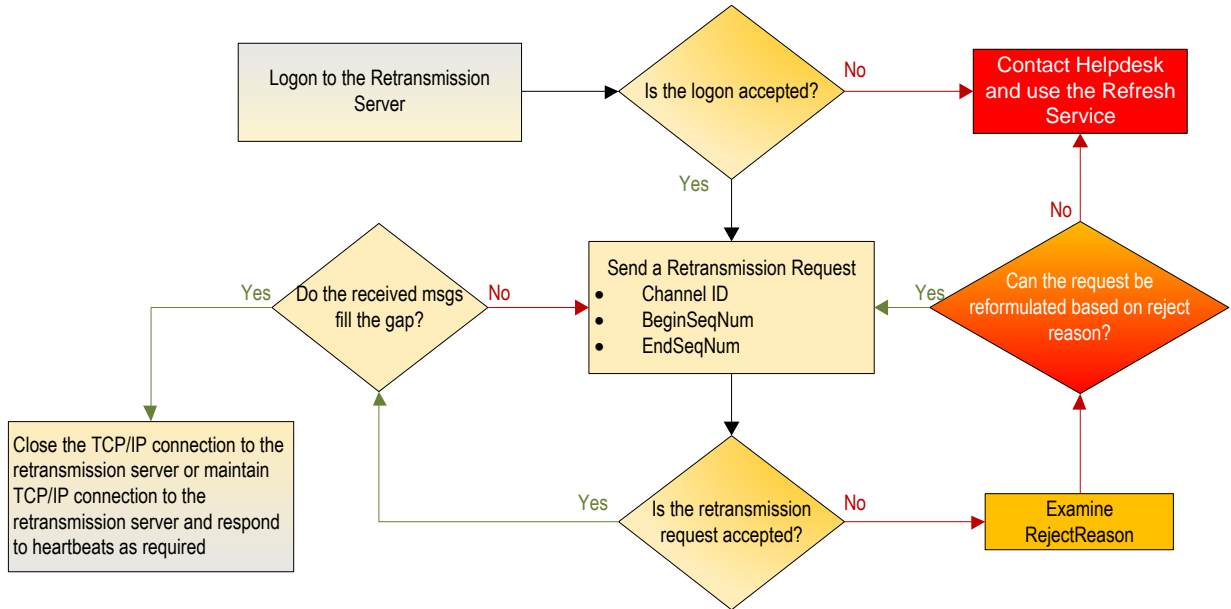 Logon to the Retransmission
Server
Is the logon accepted?
No
Contact Helpdesk
and use the Refresh
Service
Yes
No
Send a Retransmission Request
• Channel ID
• BeginSeqNum
• EndSeqNum
Yes
Do the received msgs
fill the gap?
No
Yes
Can the request be
reformulated based on reject
reason?
Close the TCP/IP connection to the
retransmission server or maintain
TCP/IP connection to the
retransmission server and respond
to heartbeats as required
Yes
Is the retransmission
request accepted?
No
Examine
RejectReason